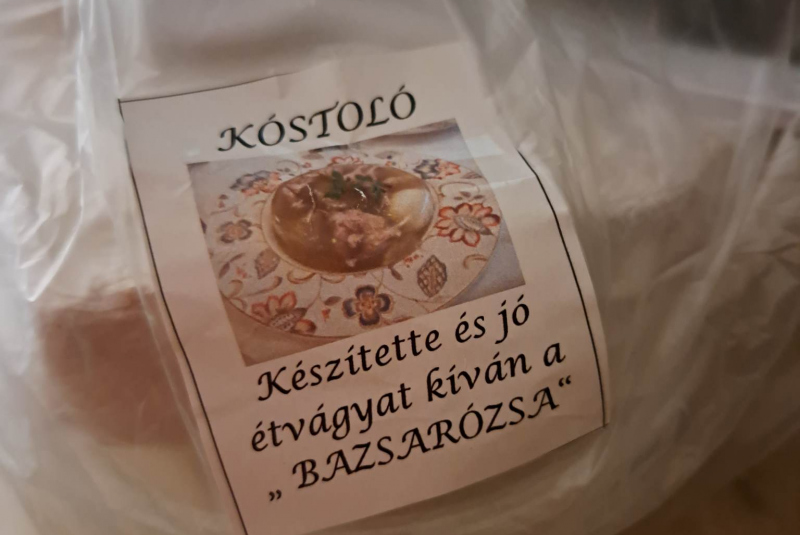 KÓSTOLÓ
Készítette és jó
étvágyat kíván a
„ BAZSARÓZSA“